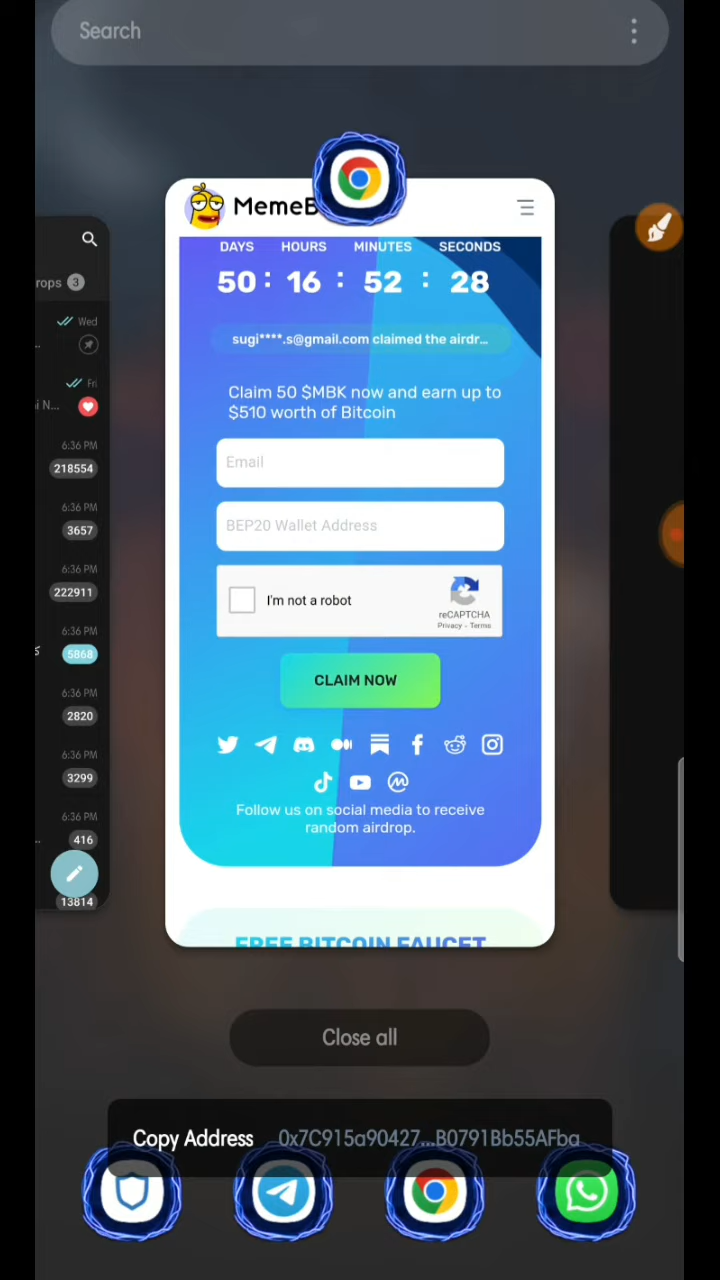 Search
MemeB
DAYS HOURS MINUTES SECONDS
50 : 16 : 52 : 28
sugi****.s@gmail.com claimed the airdr...
Claim 50 $MBK now and earn up to
$510 worth of Bitcoin
Email
BEP20 Wallet Address
I'm not a robot
reCAPTCHA
Privacy - Terms
CLAIM NOW
Follow us on social media to receive
random airdrop.
FREE BITCOIN FAUCET
rops 3
Wed
...
Fri
i N...
6:36 PM
218554
6:36 PM
3657
6:36 PM
222911
6:36 PM
5868
6:36 PM
2820
6:36 PM
3299
6:36 PM
416
13814
Close all
Copy Address 0x7C915a90427...B0791Bb55AFba